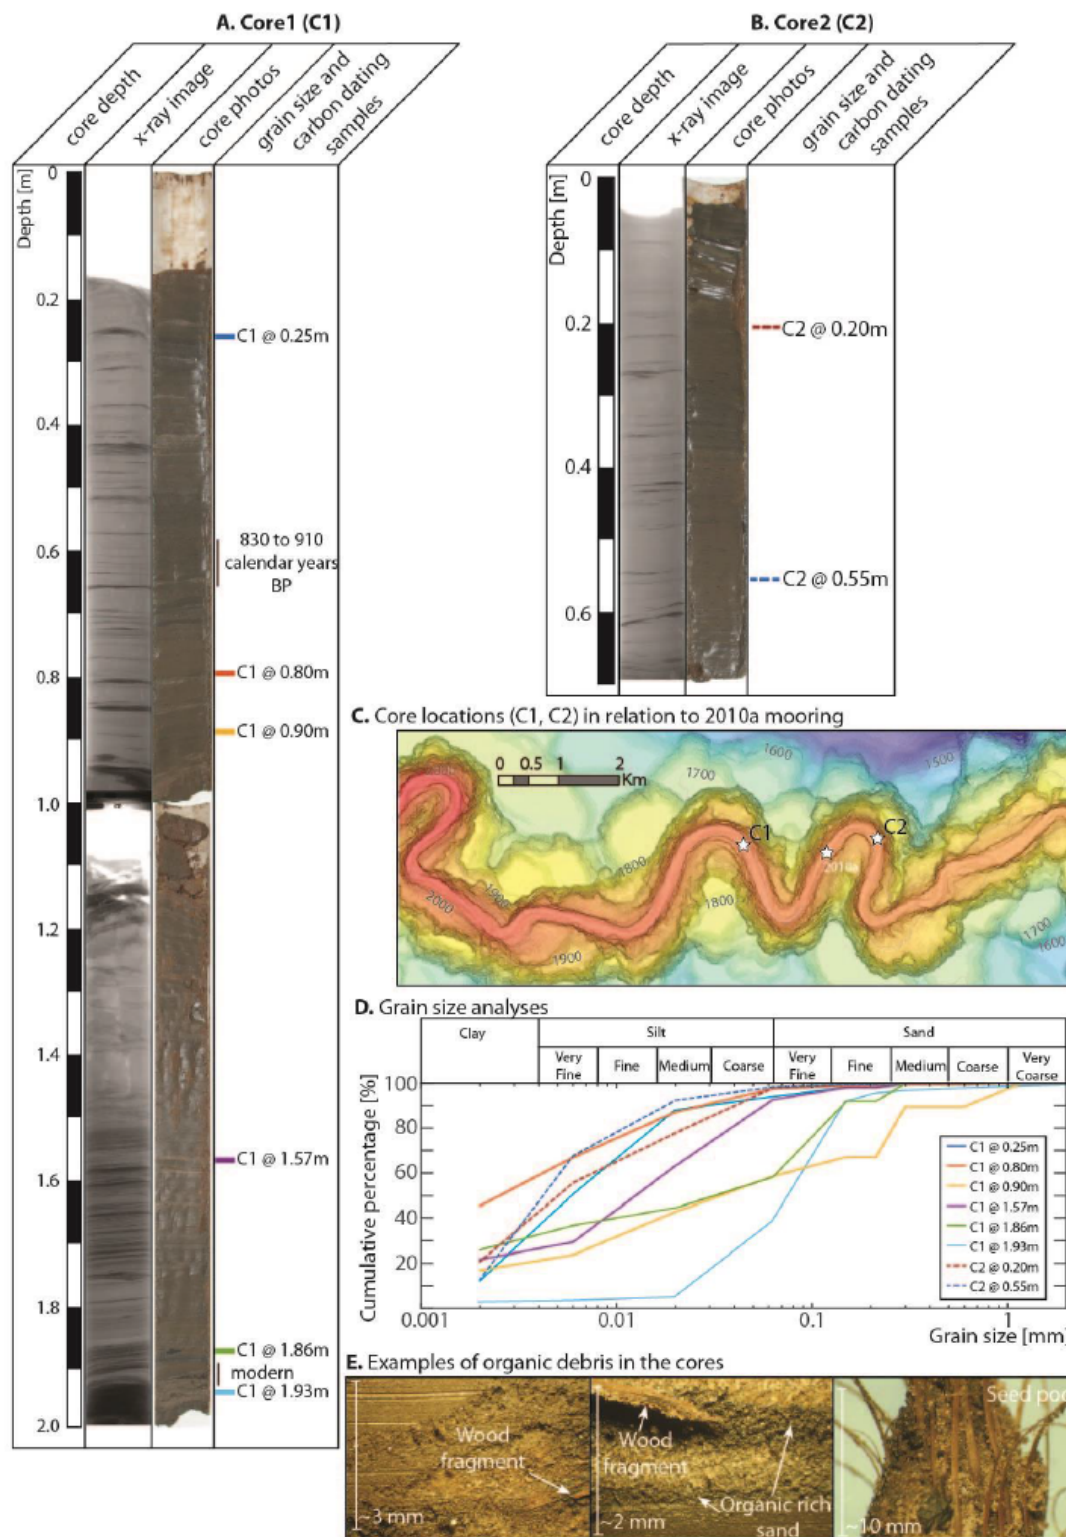 A. Core1 (C1)
core depth
x-ray image
core photos
grain size and
carbon dating
samples
Depth [m]
0
0.2
0.4
0.6
0.8
1.0
1.2
1.4
1.6
1.8
2.0
C1 @ 0.25m
830 to 910
calendar years
BP
C1 @ 0.80m
C1 @ 0.90m
C1 @ 1.57m
C1 @ 1.86m
modern
C1 @ 1.93m
B. Core2 (C2)
core depth
x-ray image
core photos
grain size and
carbon dating
samples
Depth [m]
0
0.2
0.4
0.6
C2 @ 0.20m
C2 @ 0.55m
C. Core locations (C1, C2) in relation to 2010a mooring
0 0.5 1 2
Km
1600
1500
1700
1800
C1
C2
2010a
1900
2000
1800
1900
1700
1600
D. Grain size analyses
Clay Silt Sand
Very Fine Fine Medium Coarse Very Fine Fine Medium Coarse Very Coarse
Cumulative percentage [%]
100
80
60
40
20
0
0.001 0.01 0.1 1
Grain size [mm]
C1 @ 0.25m
C1 @ 0.80m
C1 @ 0.90m
C1 @ 1.57m
C1 @ 1.86m
C1 @ 1.93m
C2 @ 0.20m
C2 @ 0.55m
E. Examples of organic debris in the cores
Wood
fragment
~3 mm
Wood
fragment
Organic rich
sand
~2 mm
Seed pod
~10 mm